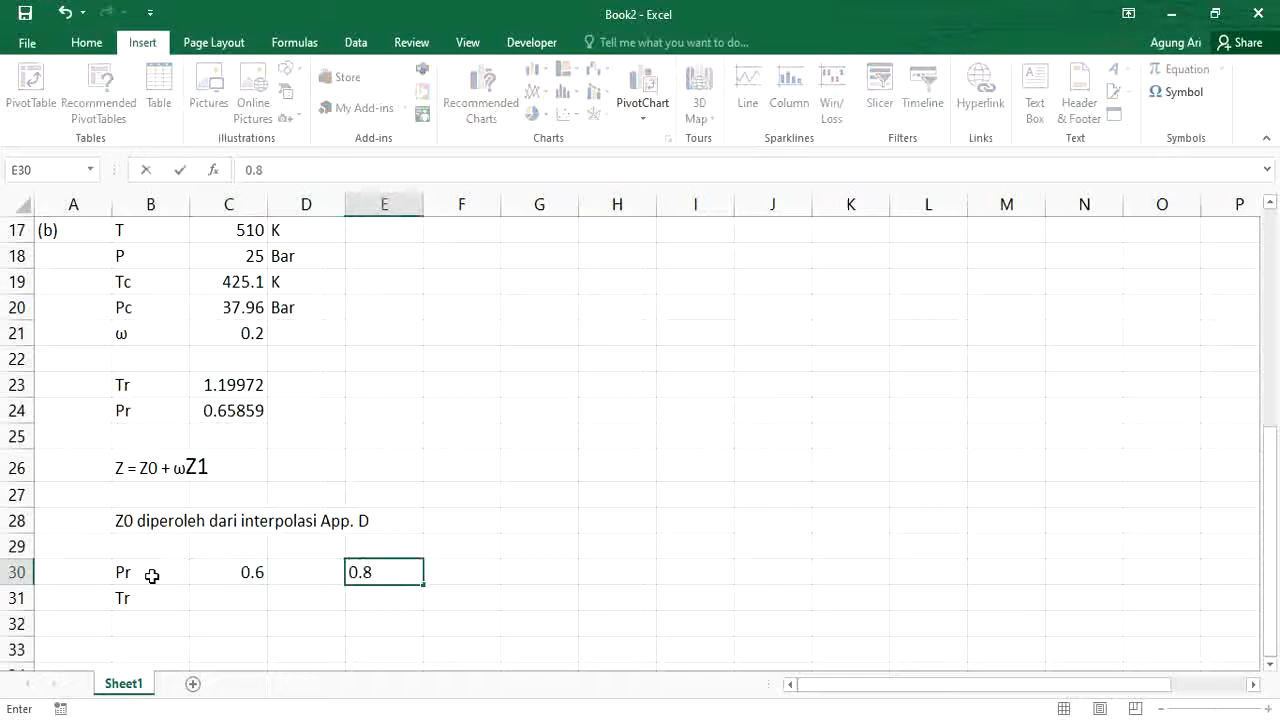 Book2 - Excel
File Home Insert Page Layout Formulas Data Review View Developer Tell me what you want to do... Agung Ari Share
PivotTable Recommended PivotTables Table Pictures Online Pictures Store My Add-ins Recommended Charts PivotChart 3D Map Line Column Win/Loss Slicer Timeline Hyperlink Text Box Header & Footer Equation Symbol
Tables Illustrations Add-ins Charts Tours Sparklines Filters Links Text Symbols
E30 fx 0.8
A B C D E F G H I J K L M N O P
17 (b) T 510 K
18 P 25 Bar
19 Tc 425.1 K
20 Pc 37.96 Bar
21 ω 0.2
22
23 Tr 1.19972
24 Pr 0.65859
25
26 Z = Z0 + ωZ1
27
28 Z0 diperoleh dari interpolasi App. D
29
30 Pr 0.6 0.8
31 Tr
32
33
Sheet1
Enter